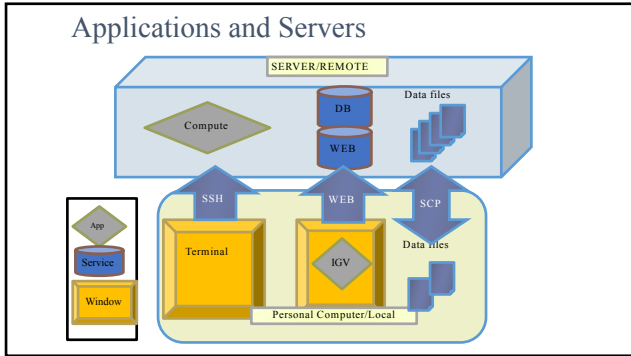 Applications and Servers
SERVER/REMOTE
Compute
DB
WEB
Data files
SSH
WEB
SCP
App
Service
Window
Terminal
IGV
Data files
Personal Computer/Local